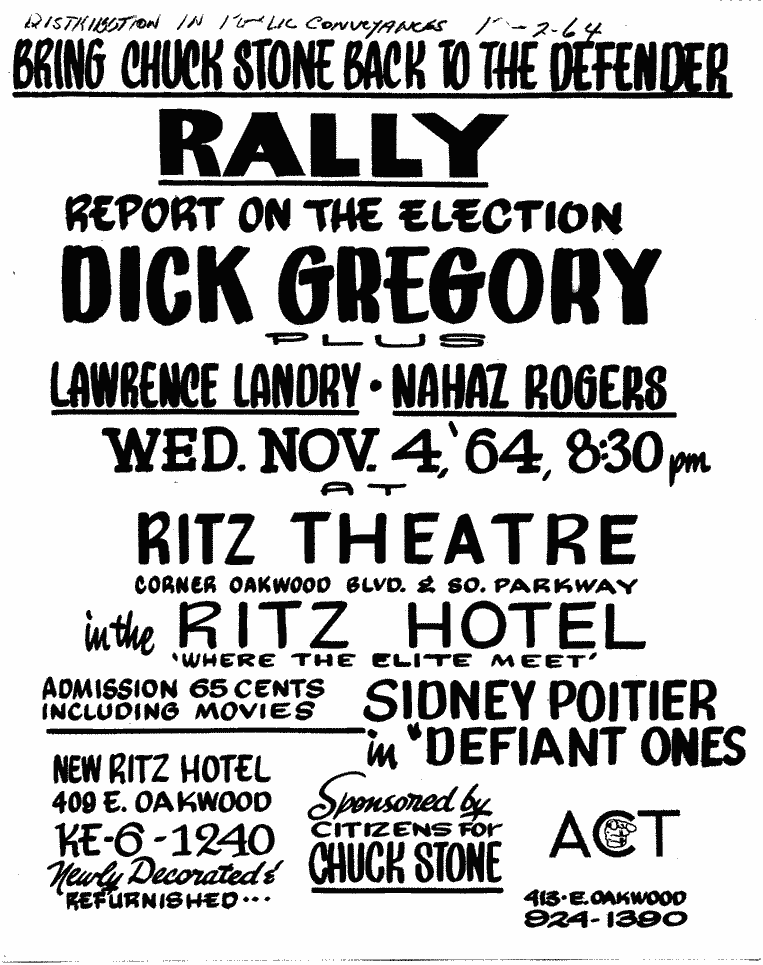 DISTRIBUTION IN PUBLIC CONVEYANCES -2-64
BRING CHUCK STONE BACK TO THE DEFENDER
RALLY
REPORT ON THE ELECTION
DICK GREGORY
PLUS
LAWRENCE LANDRY • NAHAZ ROGERS
WED. NOV. 4, '64, 8:30 pm
AT
RITZ THEATRE
CORNER OAKWOOD BLVD. & SO. PARKWAY
in the RITZ HOTEL
'WHERE THE ELITE MEET'
ADMISSION 65 CENTS
INCLUDING MOVIES
SIDNEY POITIER
in "DEFIANT ONES
NEW RITZ HOTEL
409 E. OAKWOOD
KE-6-1240
Newly Decorated &
REFURNISHED...
Sponsored by
CITIZENS FOR
CHUCK STONE
ACT
413·E. OAKWOOD
924-1390